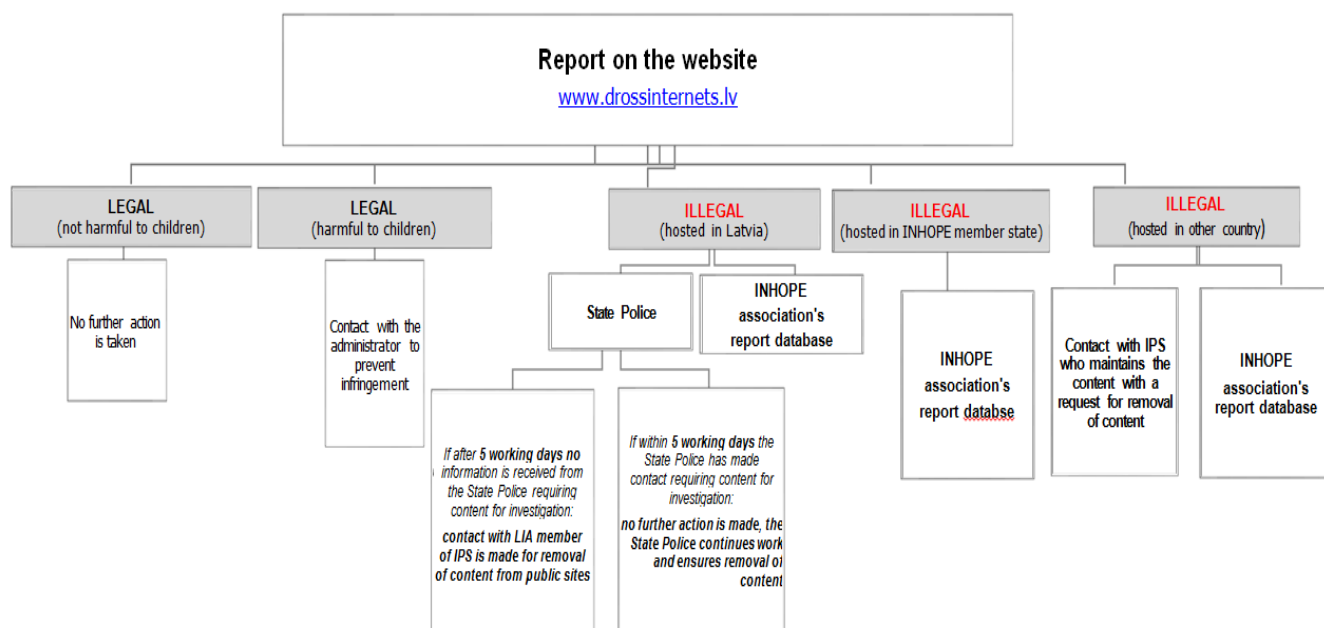 Report on the website
www.drossinternets.lv
LEGAL
(not harmful to children)
LEGAL
(harmful to children)
ILLEGAL
(hosted in Latvia)
ILLEGAL
(hosted in INHOPE member state)
ILLEGAL
(hosted in other country)
No further action
is taken
Contact with the
administrator to
prevent
infringement
State Police
INHOPE
association's
report database
INHOPE
association's
report databse
Contact with IPS
who maintains the
content with a
request for removal
of content
INHOPE
association's
report database
If after 5 working days no
information is received from
the State Police requiring
content for investigation:
contact with LIA member
of IPS is made for removal
of content from public sites
If within 5 working days the
State Police has made
contact requiring content for
investigation:
no further action is made, the
State Police continues work
and ensures removal of
content